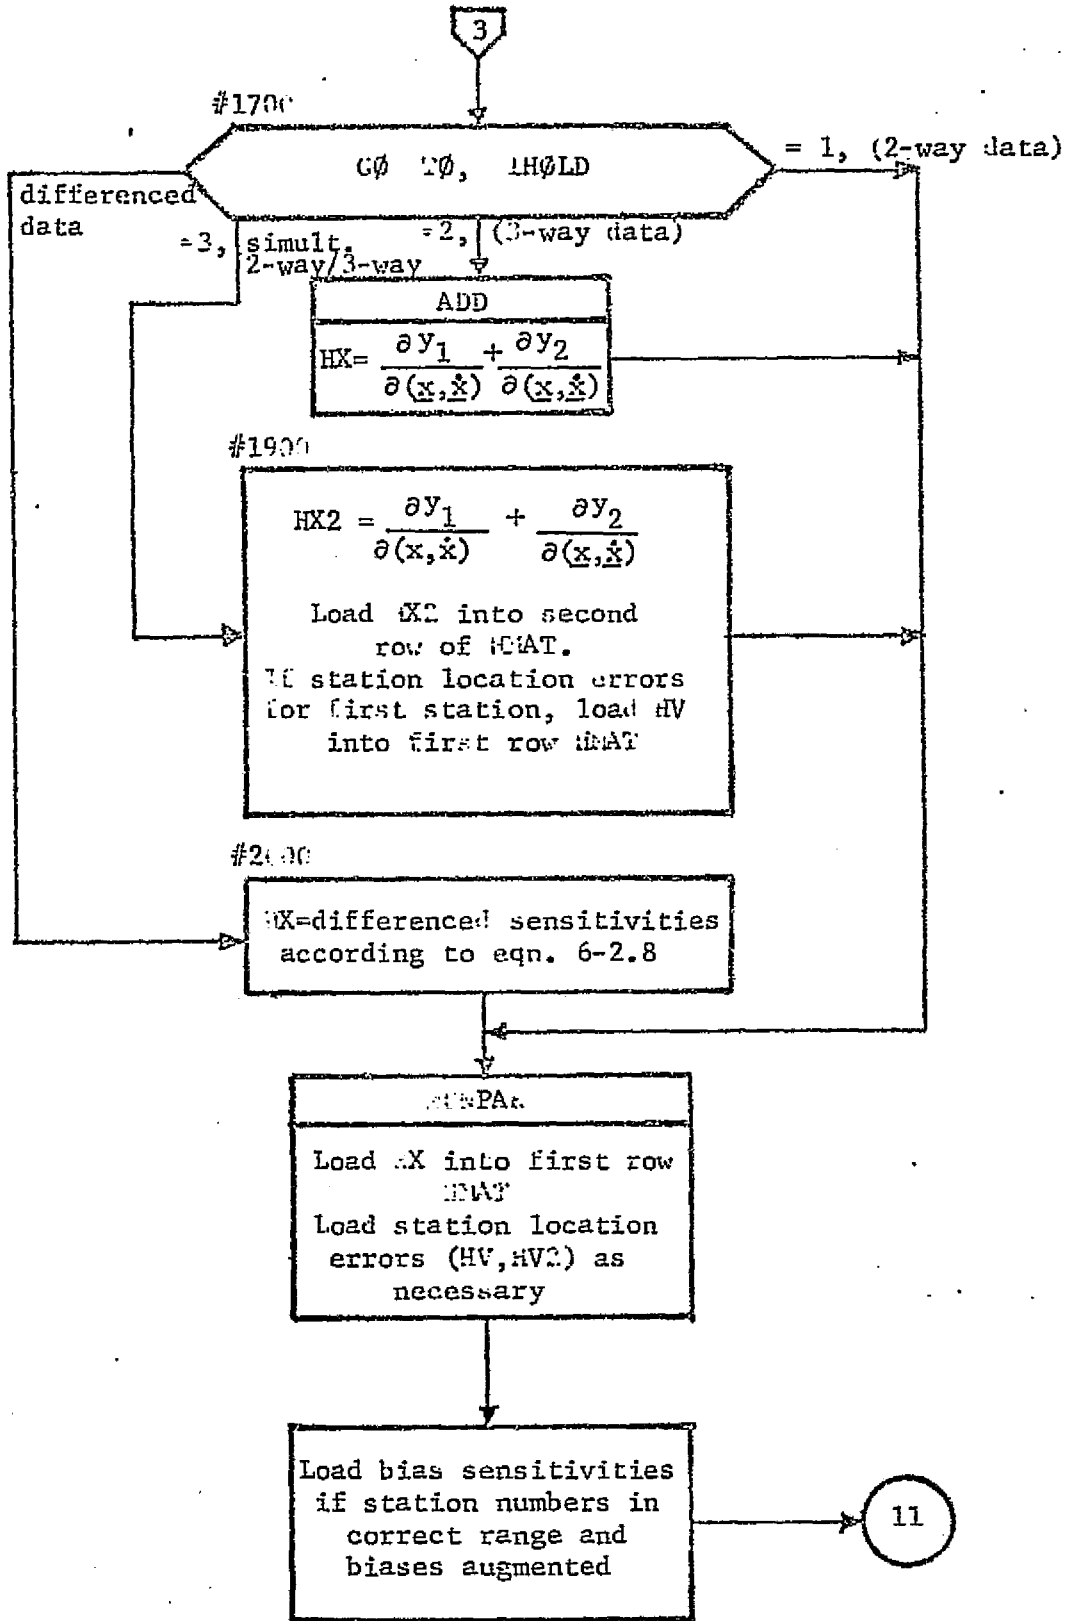 3
#1700
GØ TØ, IHØLD
= 1, (2-way data)
differenced
data
=3, simult.
2-way/3-way
=2, (3-way data)
ADD
HX= ∂y1/∂(x,ẋ) + ∂y2/∂(x,ẋ)
#1900
HX2 = ∂y1/∂(x,ẋ) + ∂y2/∂(x,ẋ)
Load HX2 into second
row of HMAT.
If station location errors
for first station, load HV
into first row HMAT
#2000
HX=differenced sensitivities
according to eqn. 6-2.8
Load HX into first row
HMAT
Load station location
errors (HV,HV2) as
necessary
Load bias sensitivities
if station numbers in
correct range and
biases augmented
11